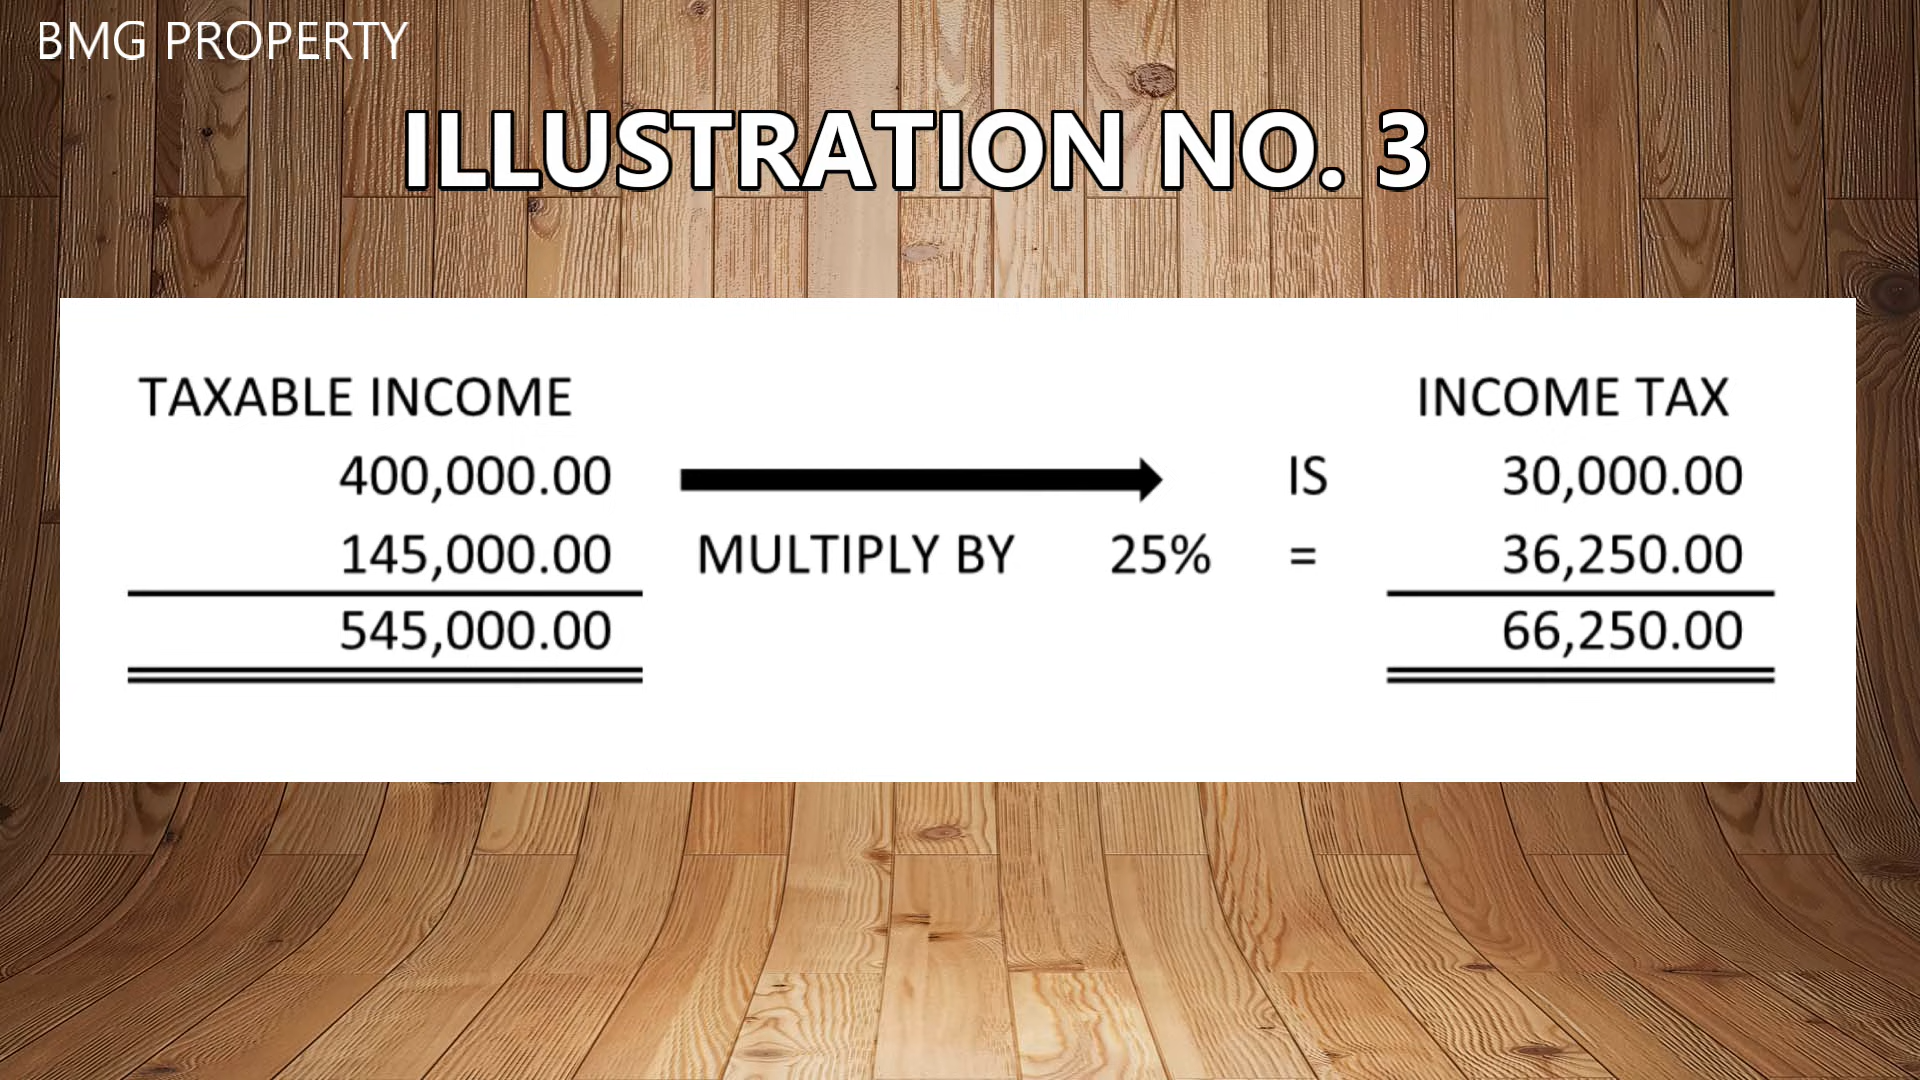 BMG PROPERTY
ILLUSTRATION NO. 3
TAXABLE INCOME INCOME TAX
400,000.00 IS 30,000.00
145,000.00 MULTIPLY BY 25% = 36,250.00
545,000.00 66,250.00